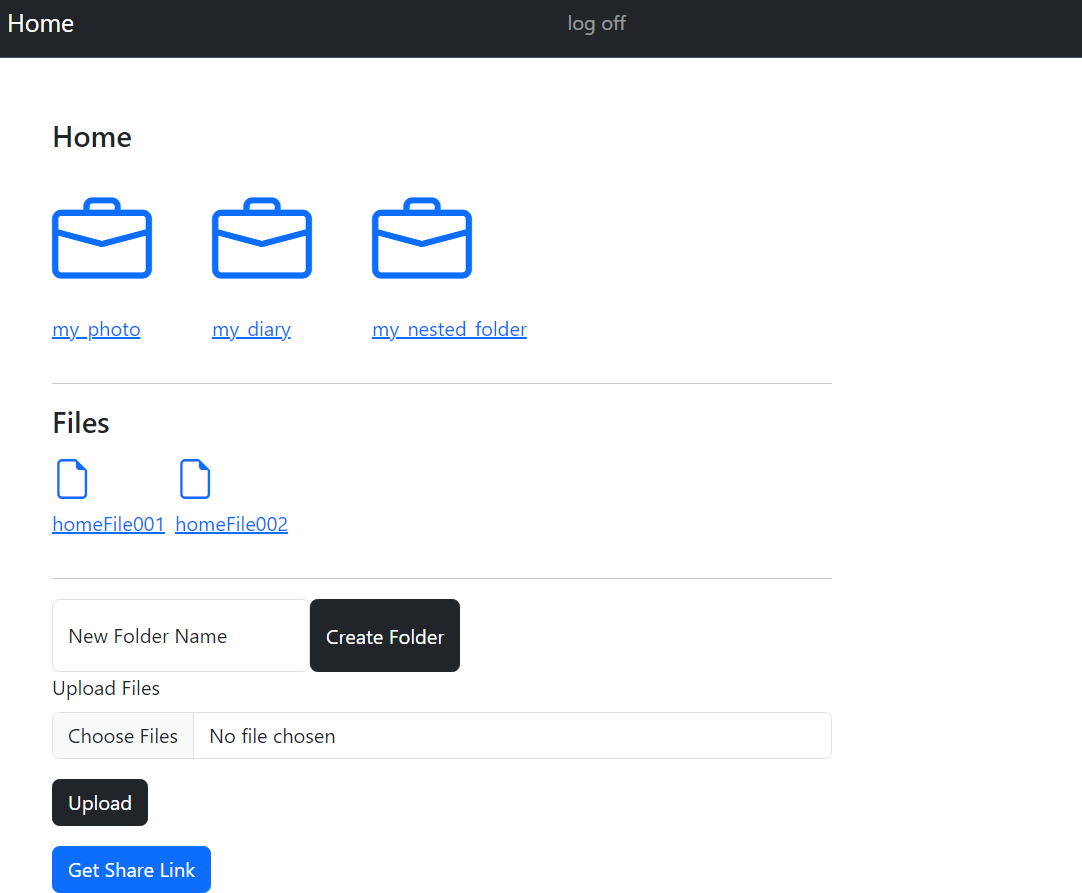 Home log off
Home
my_photo my_diary my_nested_folder
Files
homeFile001 homeFile002
New Folder Name Create Folder
Upload Files
Choose Files No file chosen
Upload
Get Share Link